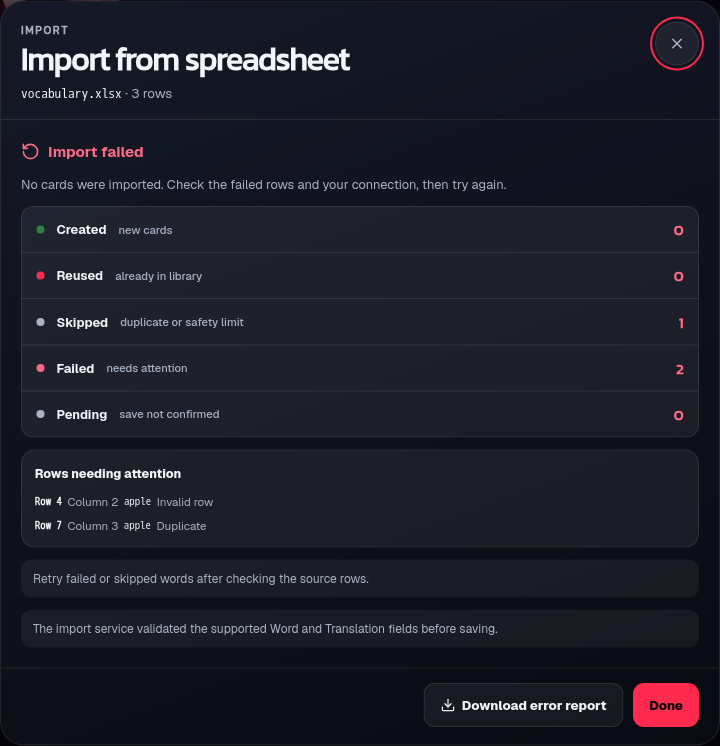 IMPORT
Import from spreadsheet
vocabulary.xlsx · 3 rows
Import failed
No cards were imported. Check the failed rows and your connection, then try again.
Created new cards 0
Reused already in library 0
Skipped duplicate or safety limit 1
Failed needs attention 2
Pending save not confirmed 0
Rows needing attention
Row 4 Column 2 apple Invalid row
Row 7 Column 3 apple Duplicate
Retry failed or skipped words after checking the source rows.
The import service validated the supported Word and Translation fields before saving.
Download error report Done